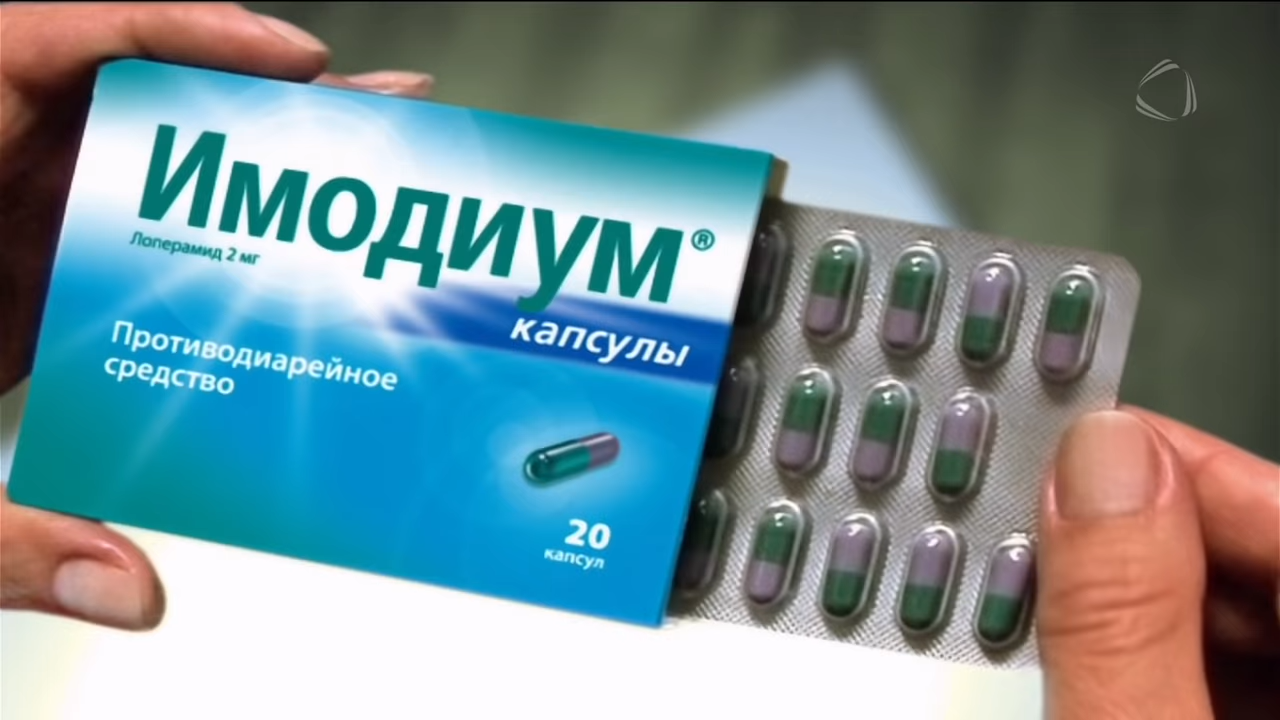 Имодиум®
Лоперамид 2 мг
капсулы
Противодиарейное
средство
20
капсул